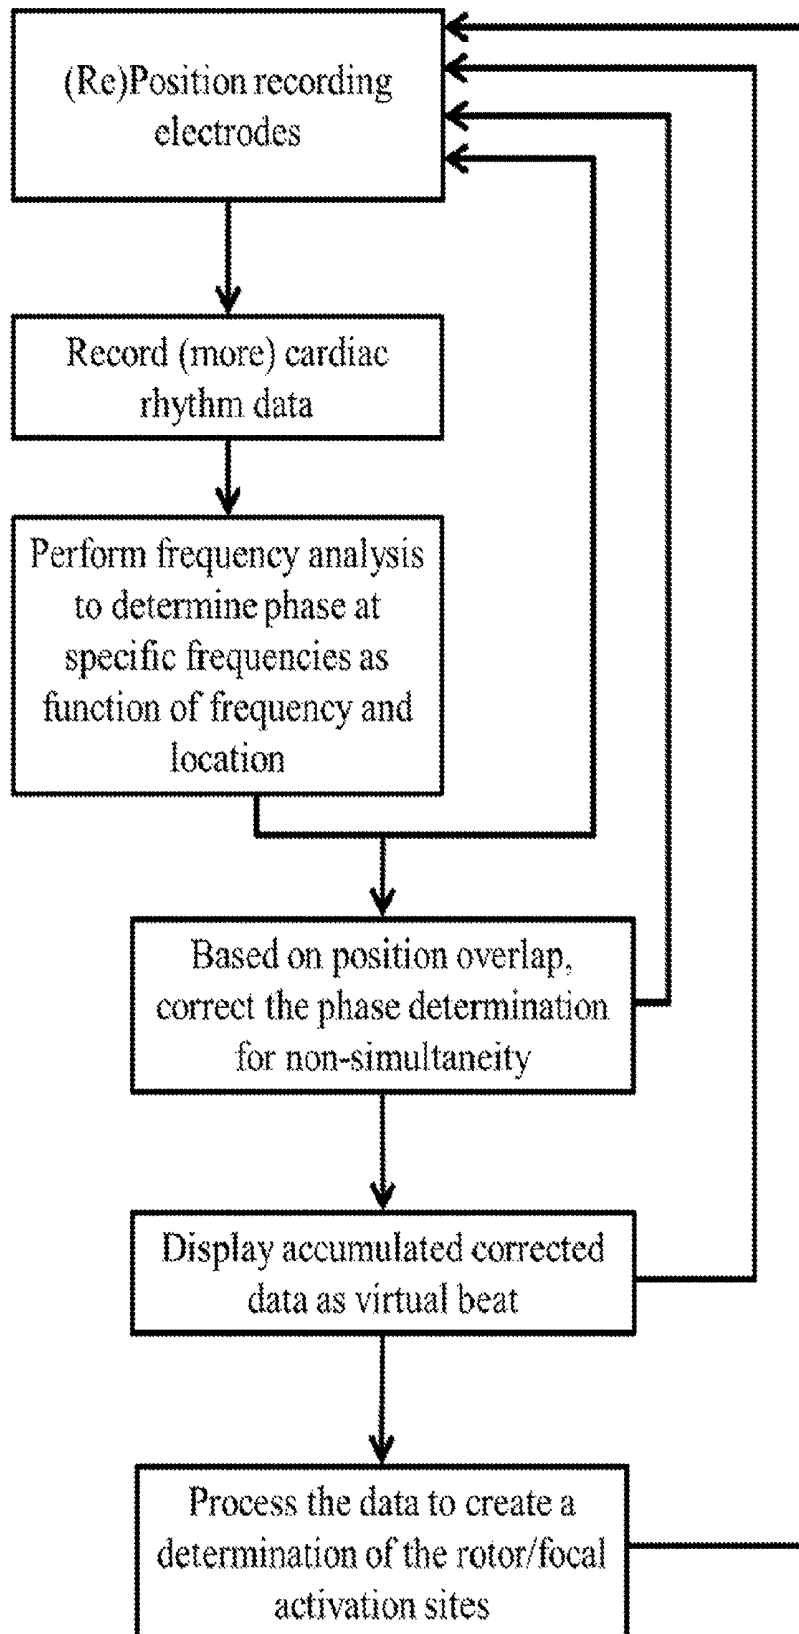 (Re)Position recording
electrodes
Record (more) cardiac
rhythm data
Perform frequency analysis
to determine phase at
specific frequencies as
function of frequency and
location
Based on position overlap,
correct the phase determination
for non-simultaneity
Display accumulated corrected
data as virtual beat
Process the data to create a
determination of the rotor/focal
activation sites